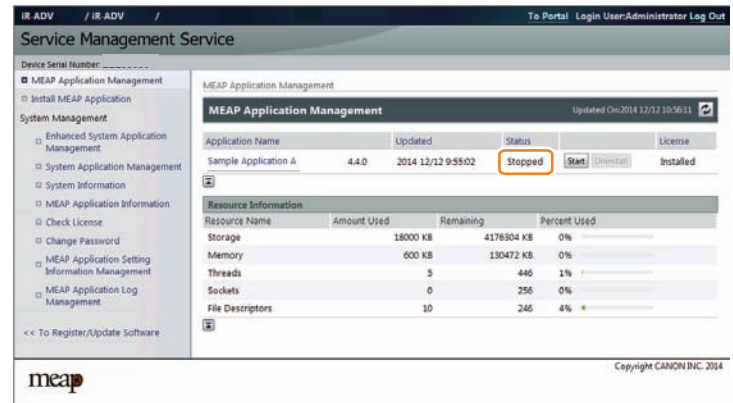 iR-ADV / iR-ADV /
To Portal Login User:Administrator Log Out
Service Management Service
Device Serial Number:
MEAP Application Management
Install MEAP Application
System Management
Enhanced System Application
Management
System Application Management
System Information
MEAP Application Information
Check License
Change Password
MEAP Application Setting
Information Management
MEAP Application Log
Management
<< To Register/Update Software
MEAP Application Management
MEAP Application Management
Updated On:2014 12/12 10:56:11
Application Name Updated Status License
Sample Application A 4.4.0 2014 12/12 9:55:02 Stopped Start Uninstall Installed
Resource Information
Resource Name Amount Used Remaining Percent Used
Storage 18000 KB 4176304 KB 0%
Memory 600 KB 130472 KB 0%
Threads 5 446 1%
Sockets 0 256 0%
File Descriptors 10 246 4%
Copyright CANON INC. 2014
meap